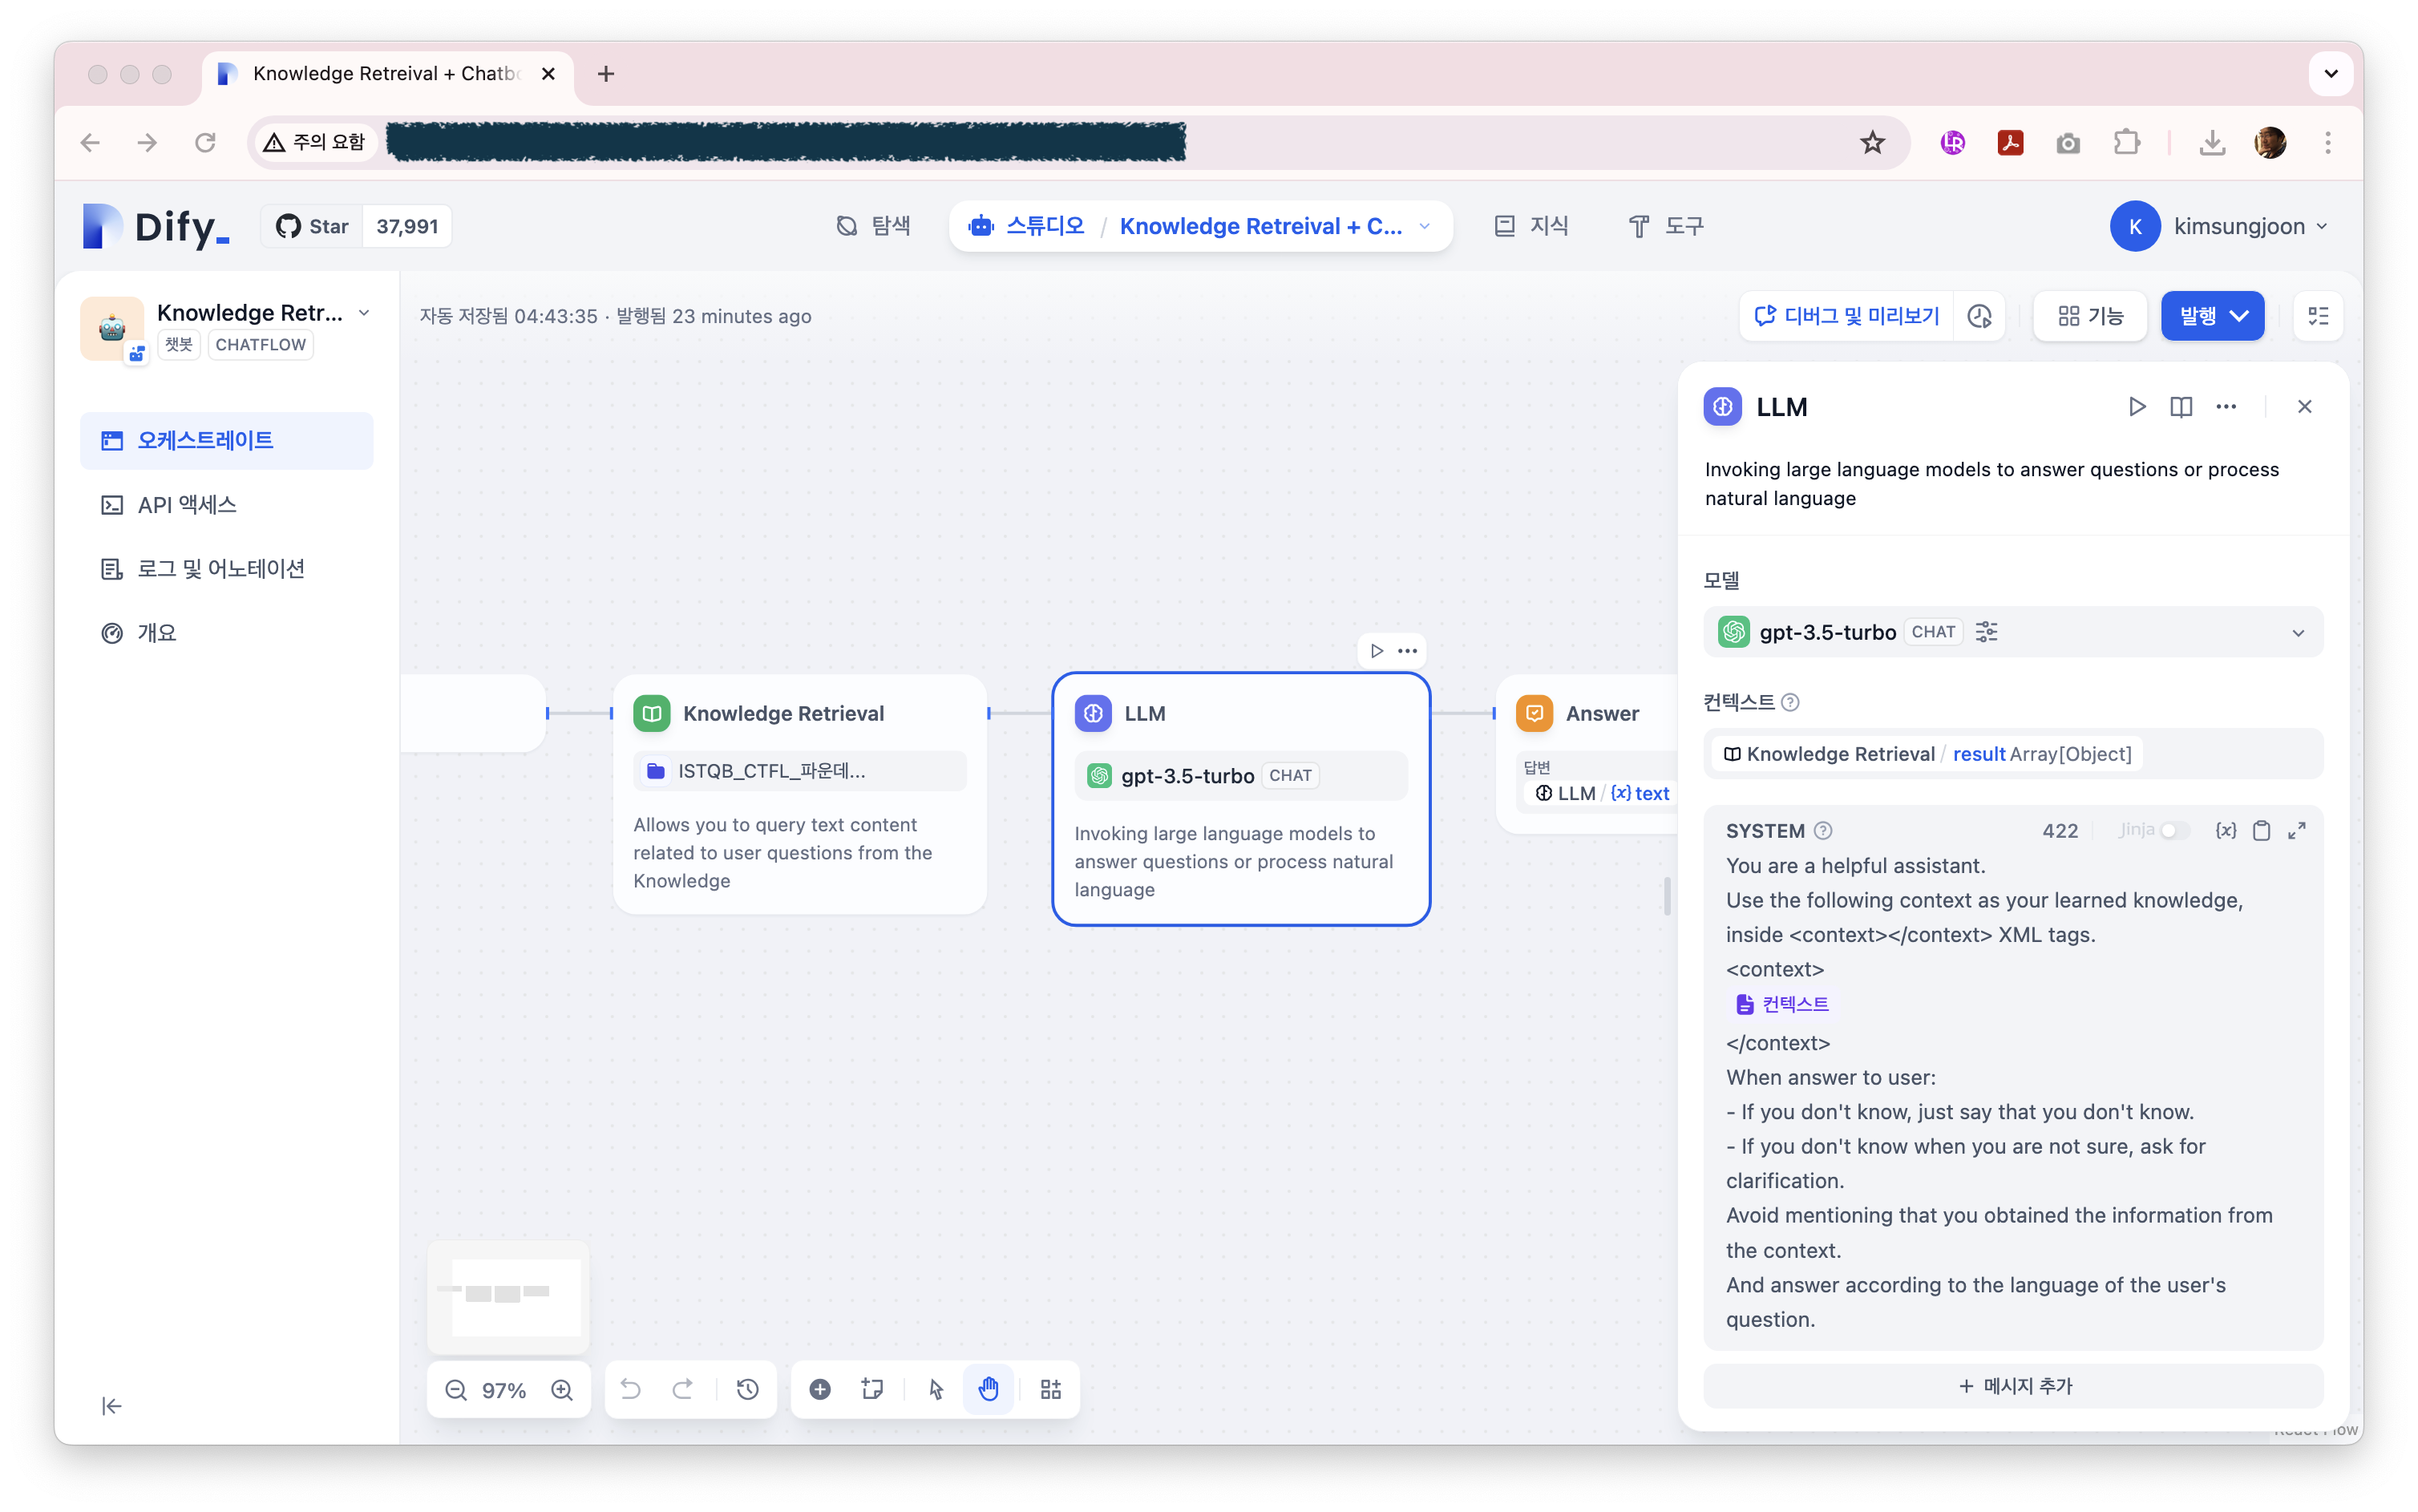 Knowledge Retreival + Chatb
주의 요함
Dify_
Star 37,991
탐색
스튜디오 / Knowledge Retreival + C...
지식
도구
K kimsungjoon
Knowledge Retr...
챗봇 CHATFLOW
오케스트레이트
API 액세스
로그 및 어노테이션
개요
자동 저장됨 04:43:35 · 발행됨 23 minutes ago
디버그 및 미리보기
기능
발행
Knowledge Retrieval
ISTQB_CTFL_파운데...
Allows you to query text content
related to user questions from the
Knowledge
LLM
gpt-3.5-turbo CHAT
Invoking large language models to
answer questions or process natural
language
Answer
답변
LLM / {x} text
97%
LLM
Invoking large language models to answer questions or process
natural language
모델
gpt-3.5-turbo CHAT
컨텍스트
Knowledge Retrieval / result Array[Object]
SYSTEM 422 Jinja {x}
You are a helpful assistant.
Use the following context as your learned knowledge,
inside <context></context> XML tags.
<context>
컨텍스트
</context>
When answer to user:
- If you don't know, just say that you don't know.
- If you don't know when you are not sure, ask for
clarification.
Avoid mentioning that you obtained the information from
the context.
And answer according to the language of the user's
question.
+ 메시지 추가
React Flow